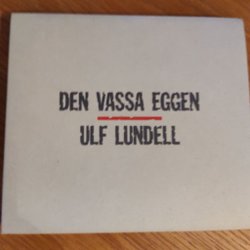 DEN VASSA EGGEN
ULF LUNDELL